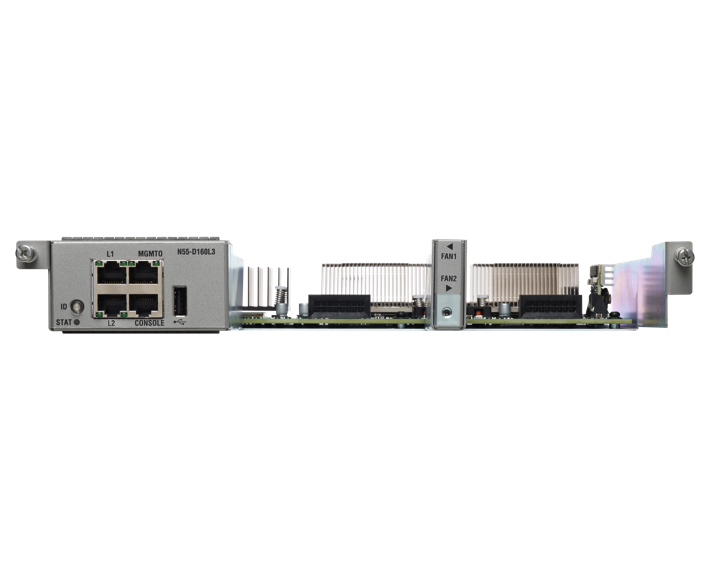 L1
MGMT0
N55-D160L3
ID
STAT
L2
CONSOLE
FAN1
FAN2